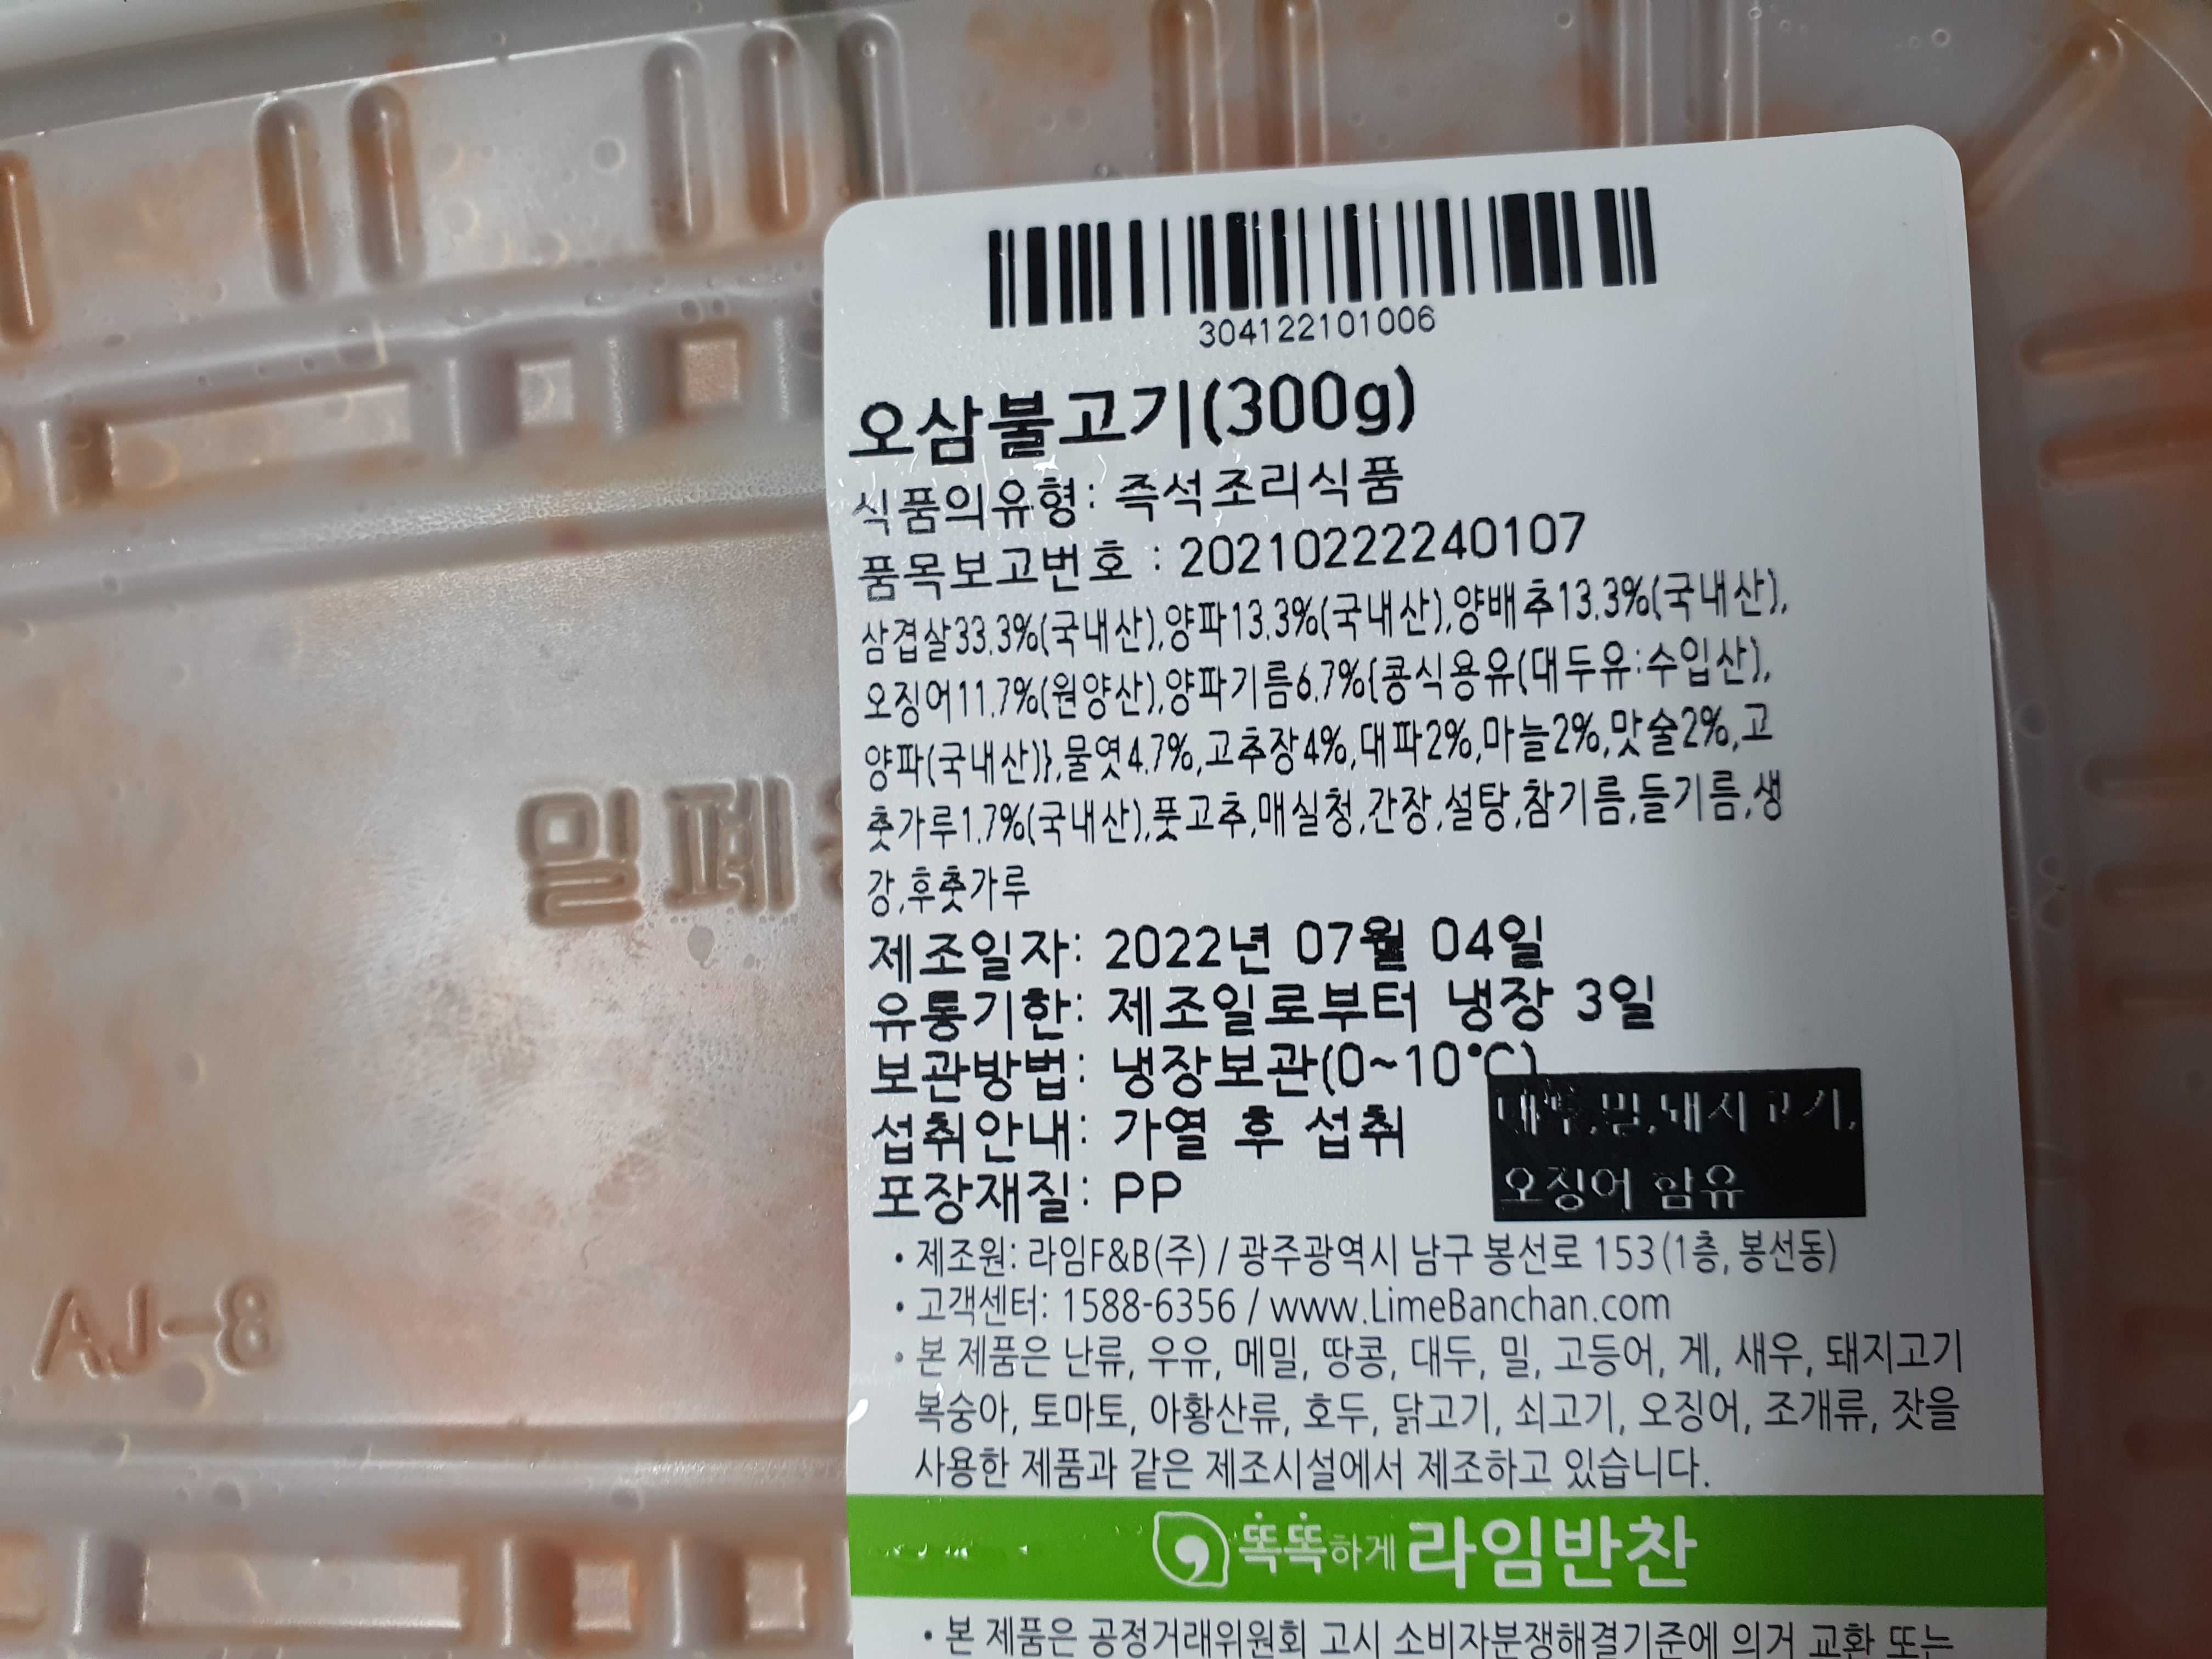 304122101006
오삼불고기(300g)
식품의유형: 즉석조리식품
품목보고번호 : 20210222240107
삼겹살33.3%(국내산),양파13.3%(국내산),양배추13.3%(국내산),
오징어11.7%(원양산),양파기름6.7%{콩식용유(대두유:수입산),
양파(국내산)},물엿4.7%,고추장4%,대파2%,마늘2%,맛술2%,고
춧가루1.7%(국내산),풋고추,매실청,간장,설탕,참기름,들기름,생
강,후춧가루
제조일자: 2022년 07월 04일
유통기한: 제조일로부터 냉장 3일
보관방법: 냉장보관(0~10℃)
대두,밀,돼지고기,
섭취안내: 가열 후 섭취
오징어 함유
포장재질: PP
• 제조원: 라임F&B(주) / 광주광역시 남구 봉선로 153(1층, 봉선동)
• 고객센터: 1588-6356 / www.LimeBanchan.com
• 본 제품은 난류, 우유, 메밀, 땅콩, 대두, 밀, 고등어, 게, 새우, 돼지고기
복숭아, 토마토, 아황산류, 호두, 닭고기, 쇠고기, 오징어, 조개류, 잣을
사용한 제품과 같은 제조시설에서 제조하고 있습니다.
똑똑하게 라임반찬
• 본 제품은 공정거래위원회 고시 소비자분쟁해결기준에 의거 교환 또는
밀폐
AJ-8